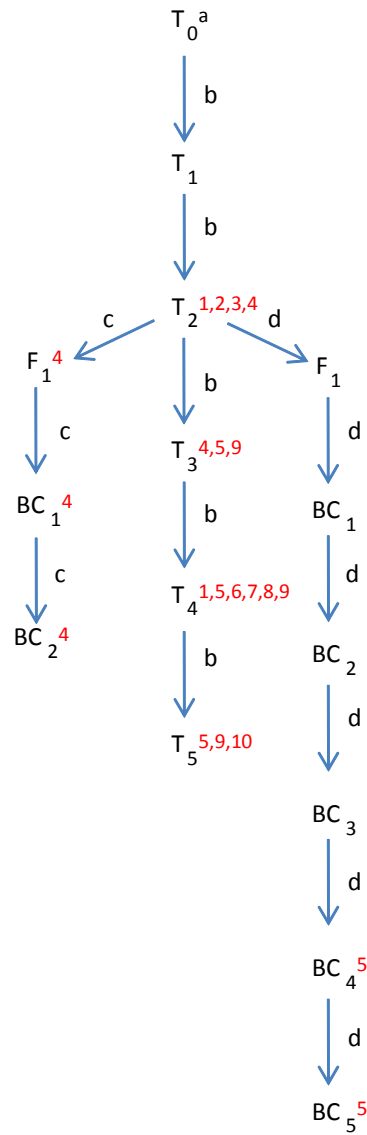 T0a
b
T1
b
T2 1,2,3,4
c
d
F1 4
b
F1
c
T3 4,5,9
d
BC1 4
b
BC1
c
T4 1,5,6,7,8,9
d
BC2 4
b
BC2
T5 5,9,10
d
BC3
d
BC4 5
d
BC5 5